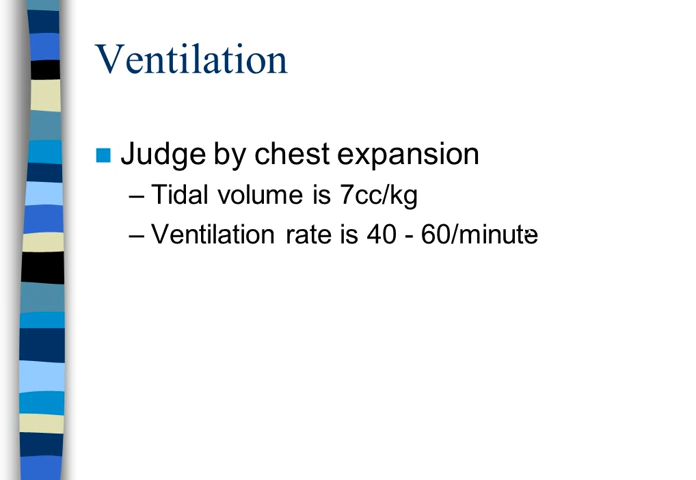 Ventilation
Judge by chest expansion
– Tidal volume is 7cc/kg
– Ventilation rate is 40 - 60/minute